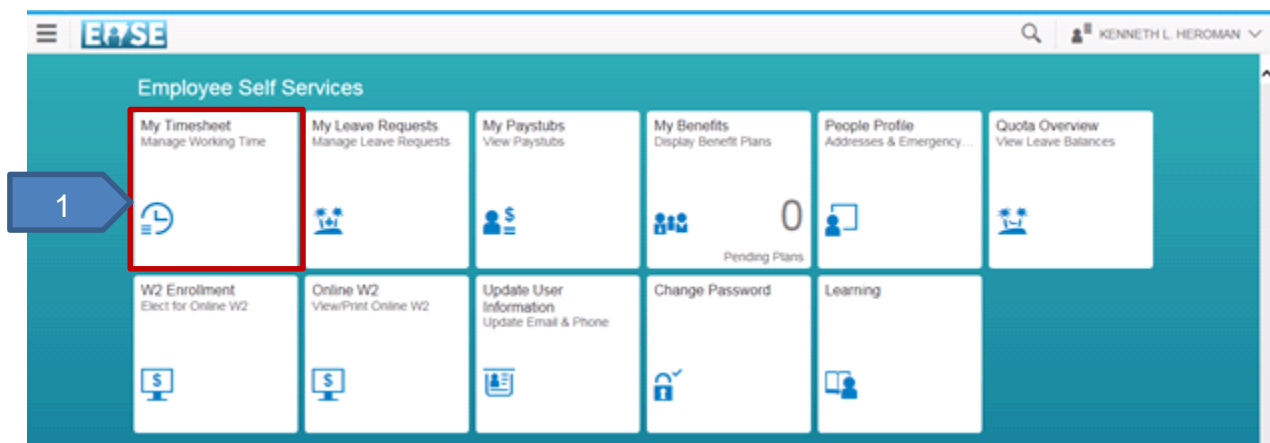 EASE
KENNETH L. HEROMAN
Employee Self Services
My Timesheet
Manage Working Time
My Leave Requests
Manage Leave Requests
My Paystubs
View Paystubs
My Benefits
Display Benefit Plans
0
Pending Plans
People Profile
Addresses & Emergency...
Quota Overview
View Leave Balances
1
W2 Enrollment
Elect for Online W2
Online W2
View/Print Online W2
Update User
Information
Update Email & Phone
Change Password
Learning